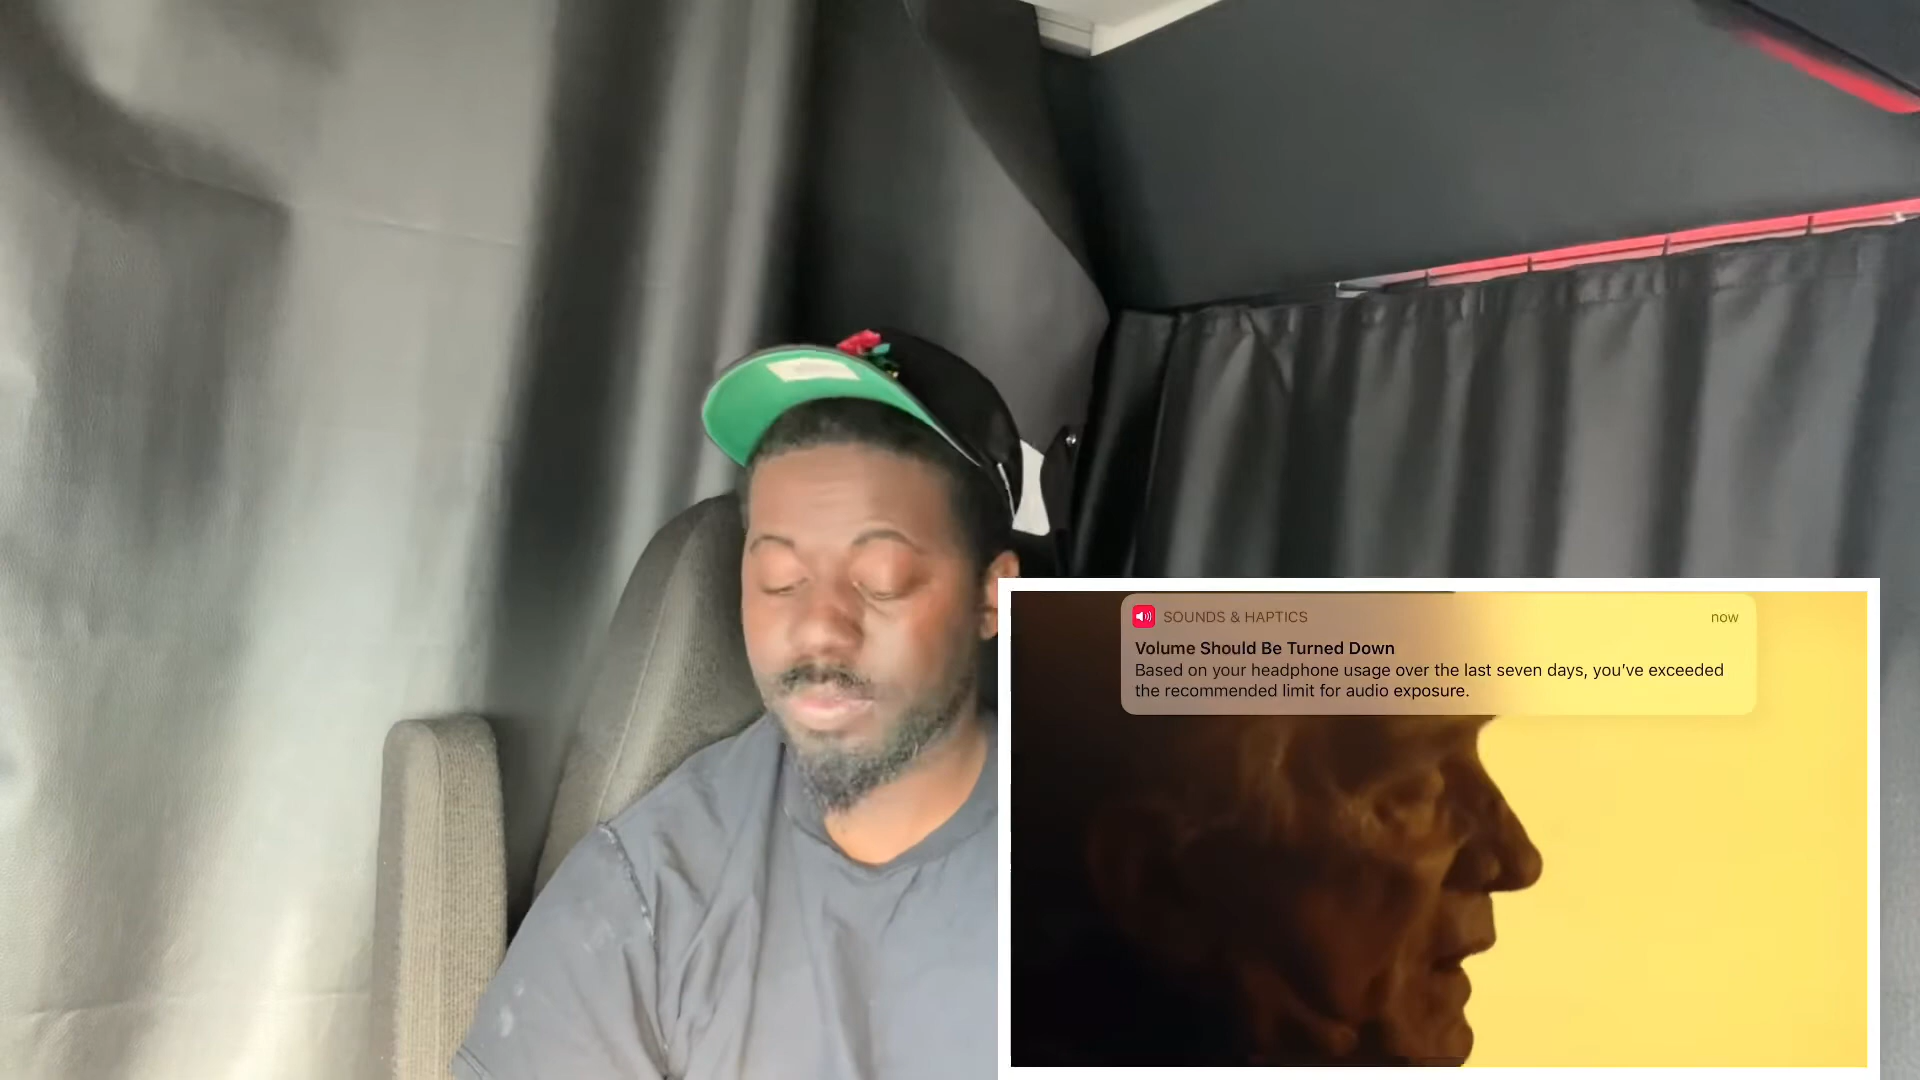 SOUNDS & HAPTICS
now
Volume Should Be Turned Down
Based on your headphone usage over the last seven days, you've exceeded
the recommended limit for audio exposure.